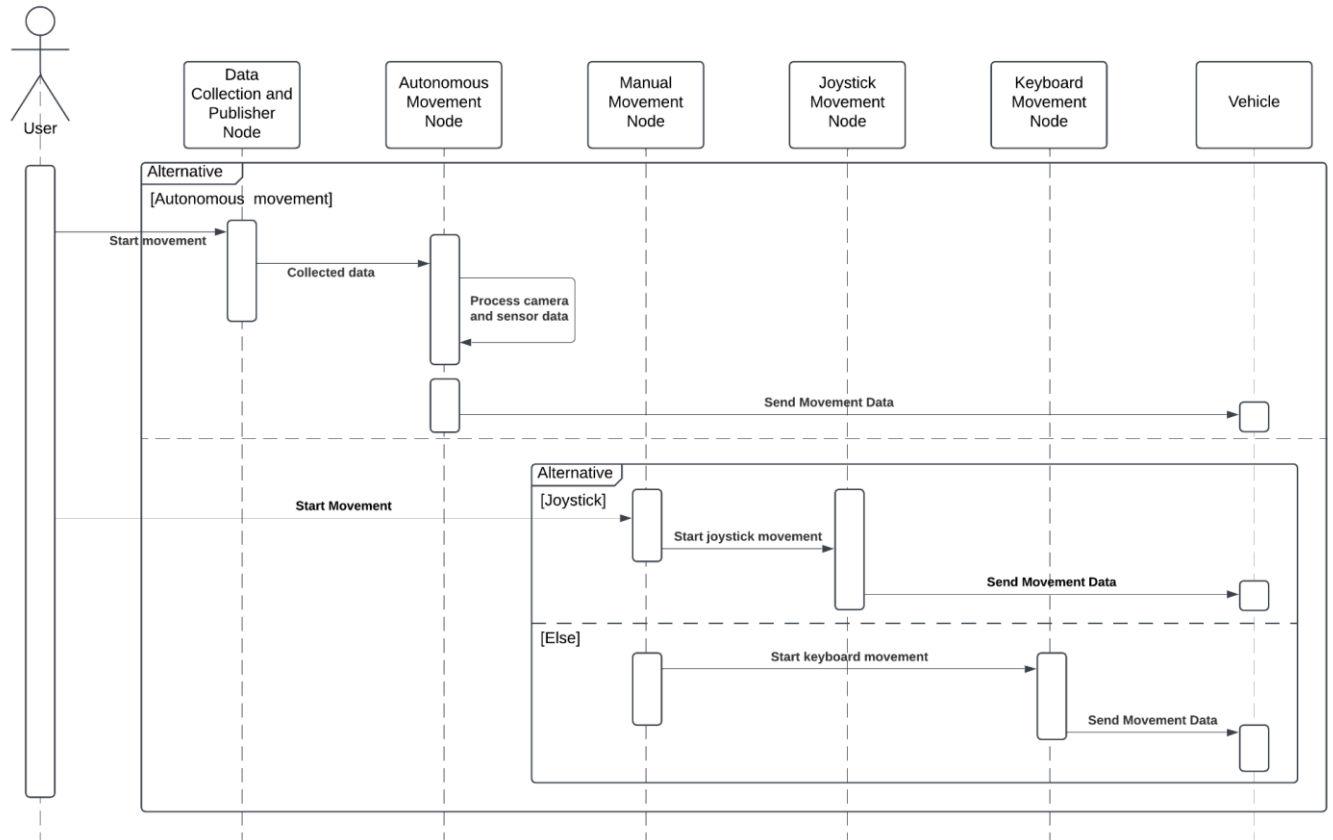 User
Data
Collection and
Publisher
Node
Autonomous
Movement
Node
Manual
Movement
Node
Joystick
Movement
Node
Keyboard
Movement
Node
Vehicle
Alternative
[Autonomous movement]
Start movement
Collected data
Process camera
and sensor data
Send Movement Data
Alternative
[Joystick]
Start Movement
Start joystick movement
Send Movement Data
[Else]
Start keyboard movement
Send Movement Data